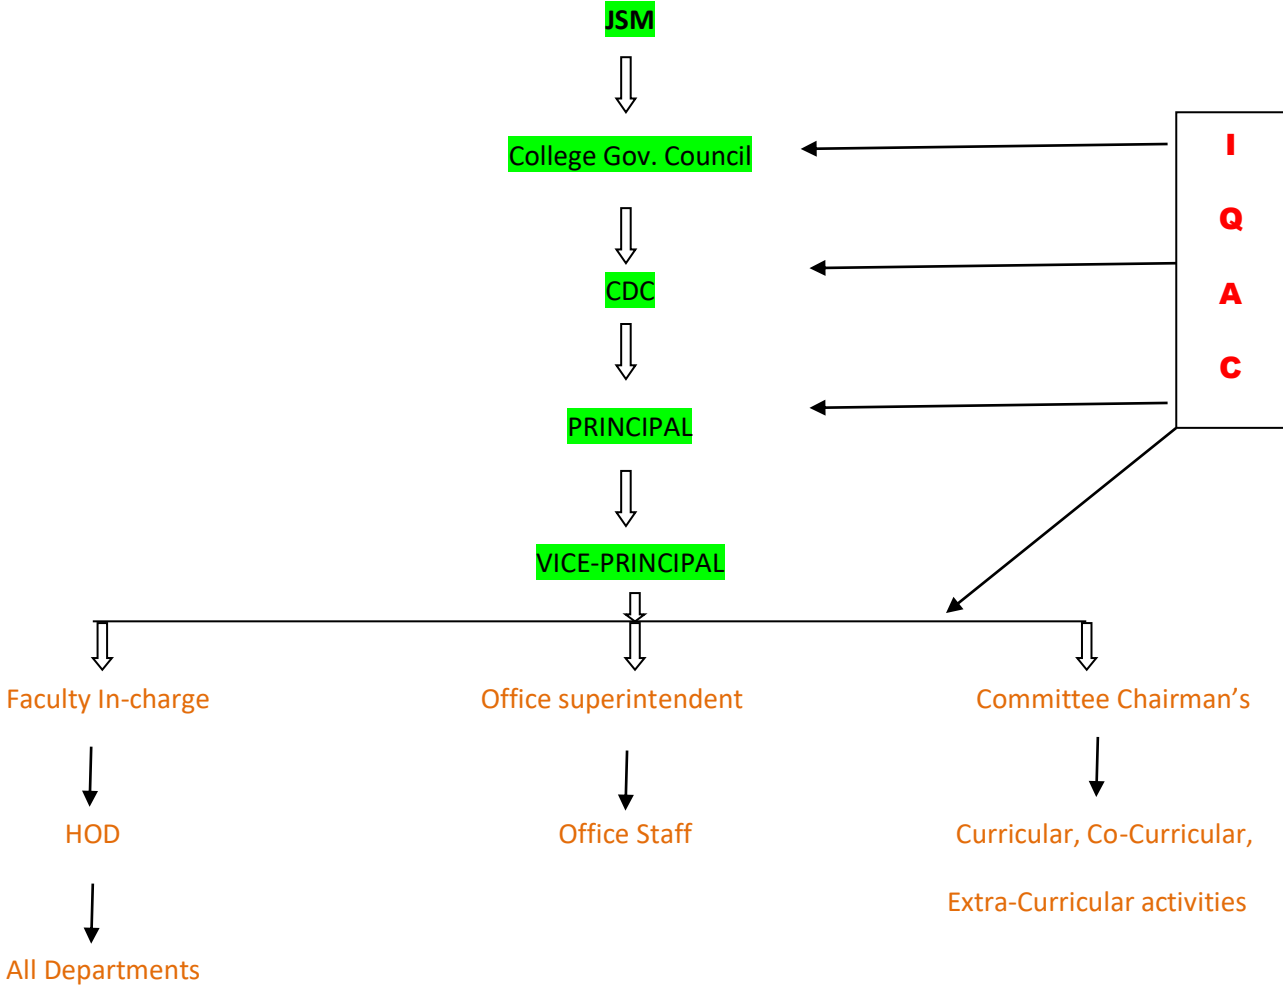 JSM
College Gov. Council
I
Q
CDC
A
C
PRINCIPAL
VICE-PRINCIPAL
Faculty In-charge
Office superintendent
Committee Chairman’s
HOD
Office Staff
Curricular, Co-Curricular,
Extra-Curricular activities
All Departments